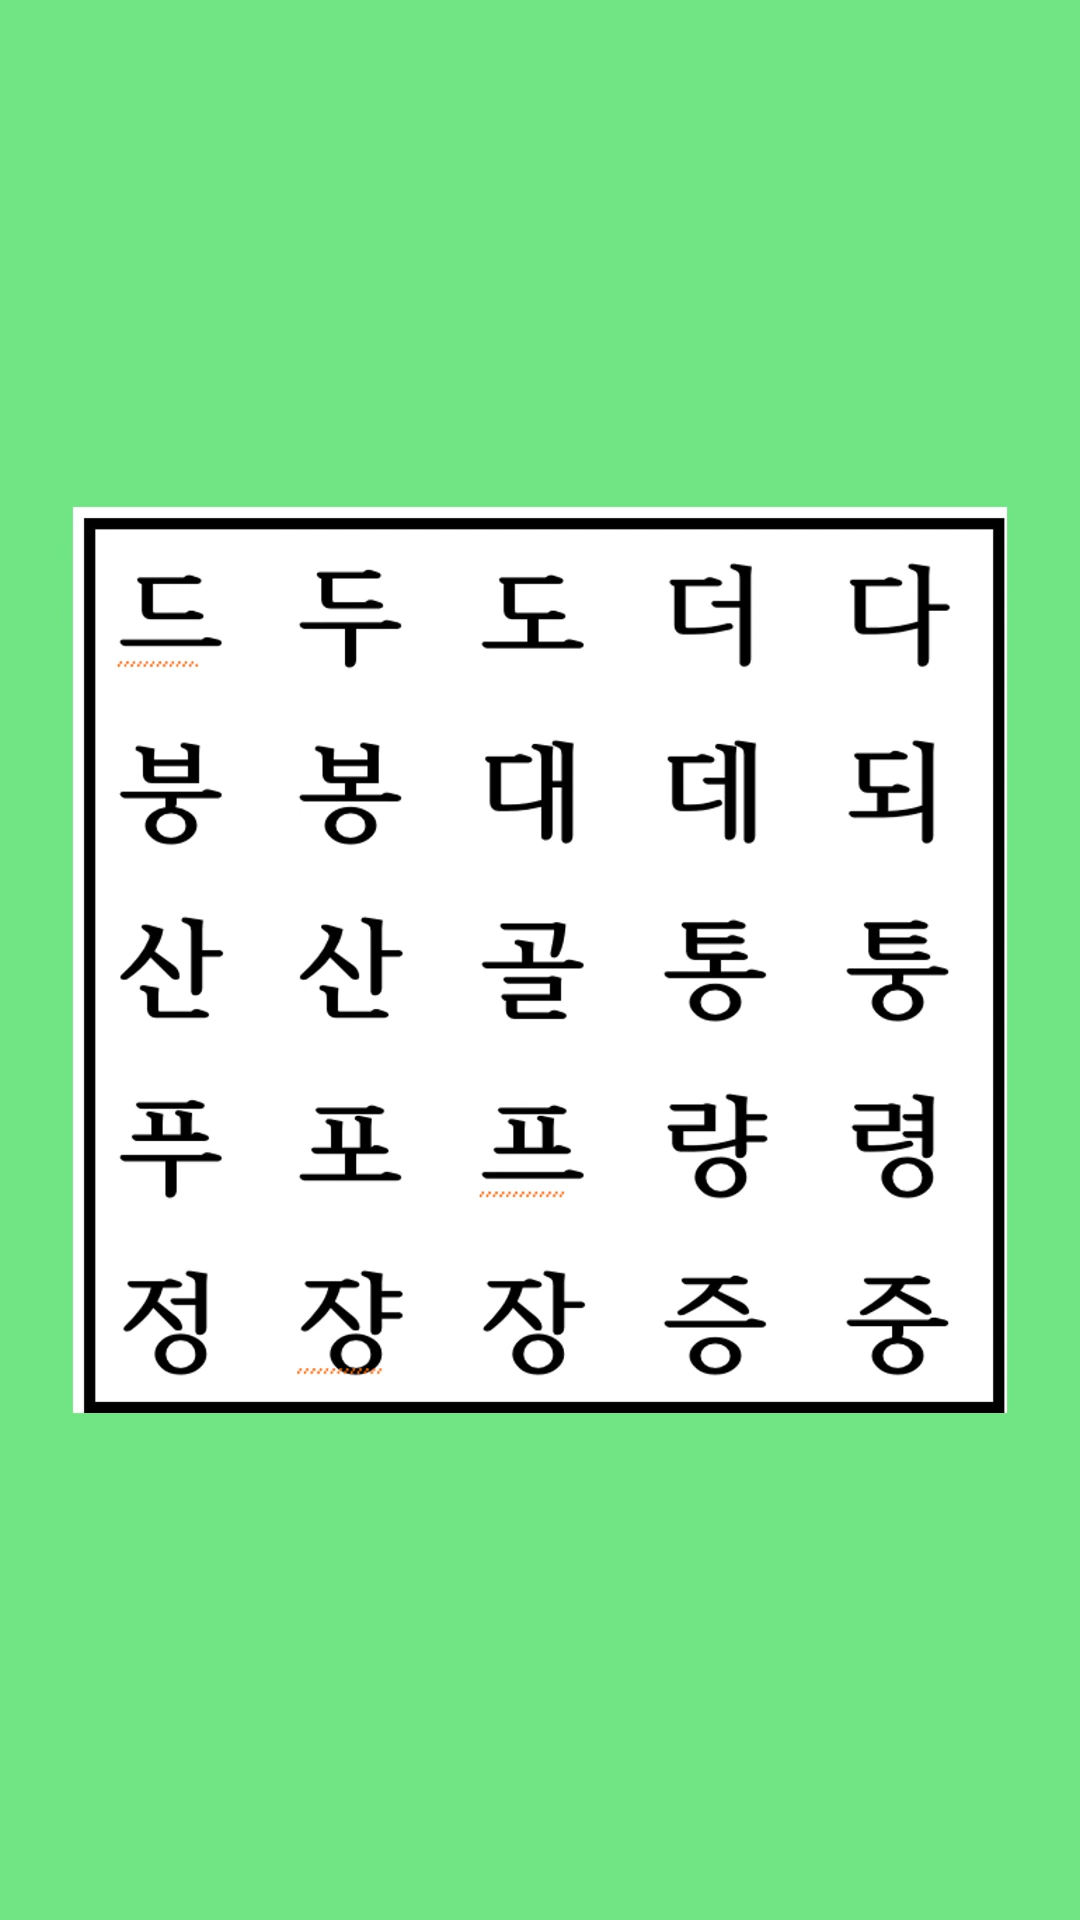 드 두 도 더 다
붕 봉 대 데 되
산 산 골 통 퉁
푸 포 프 량 령
정 쟝 장 증 중